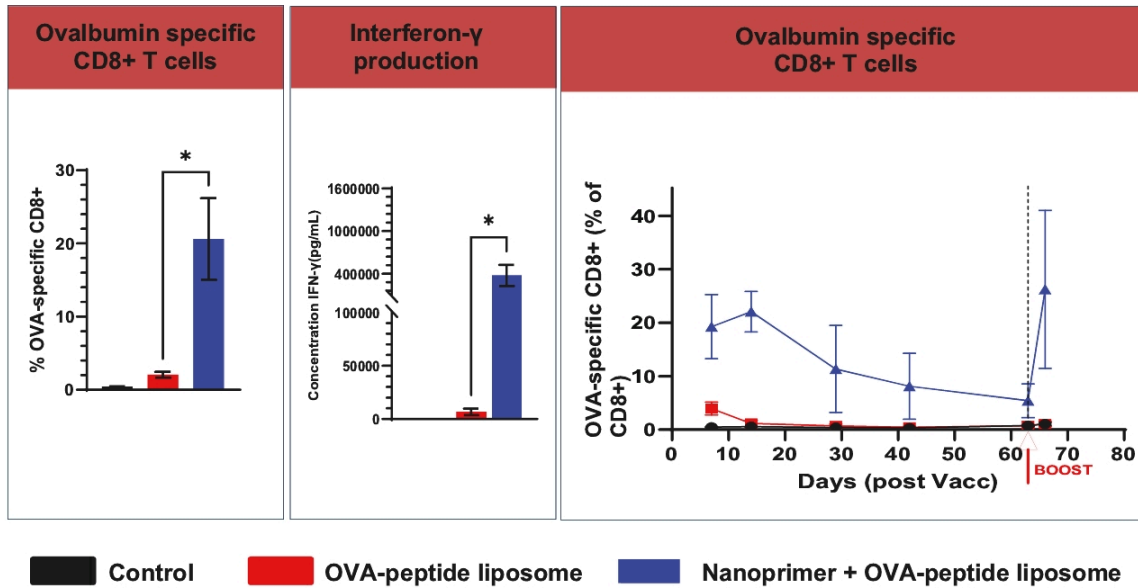 Ovalbumin specific
CD8+ T cells
Interferon-γ
production
Ovalbumin specific
CD8+ T cells
% OVA-specific CD8+
30
20
10
0
*
Concentration IFN-γ(pg/mL)
1600000
1000000
400000
100000
50000
0
*
OVA-specific CD8+ (% of
CD8+)
40
30
20
10
0
0 10 20 30 40 50 60 70 80
Days (post Vacc)
BOOST
Control
OVA-peptide liposome
Nanoprimer + OVA-peptide liposome